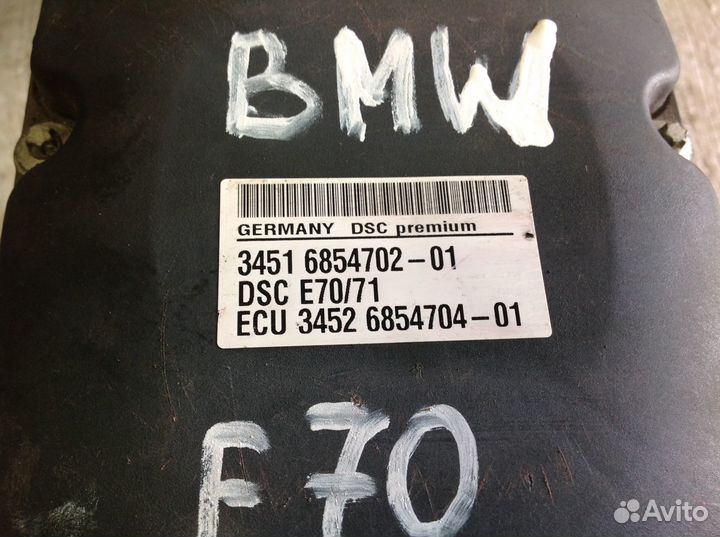 BMW
GERMANY DSC premium
3451 6854702-01
DSC E70/71
ECU 3452 6854704-01
E70
Avito